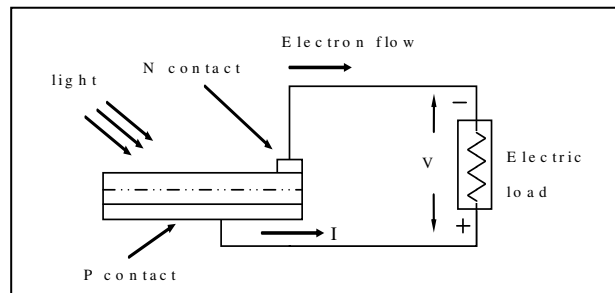 Electron flow
N contact
light
−
V
Electric
load
+
I
P contact